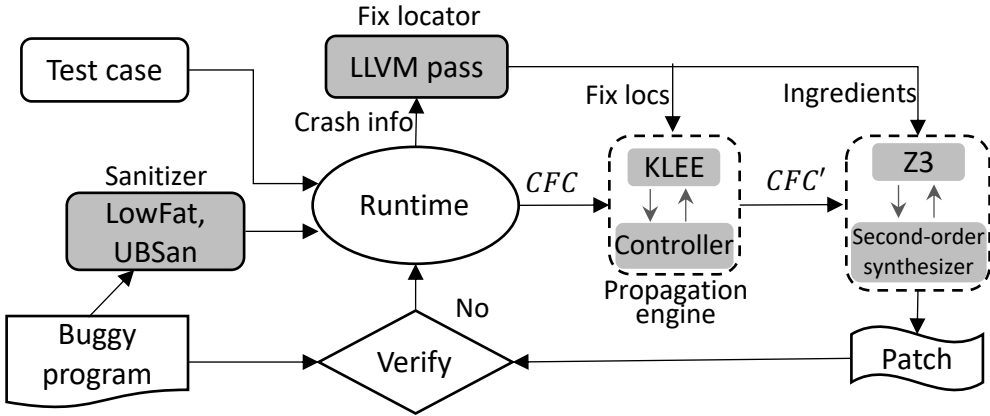 Fix locator
Test case
LLVM pass
Fix locs
Ingredients
Crash info
Sanitizer
LowFat,
UBSan
Runtime
CFC
KLEE
Controller
Propagation
engine
CFC′
Z3
Second-order
synthesizer
No
Buggy
program
Verify
Patch